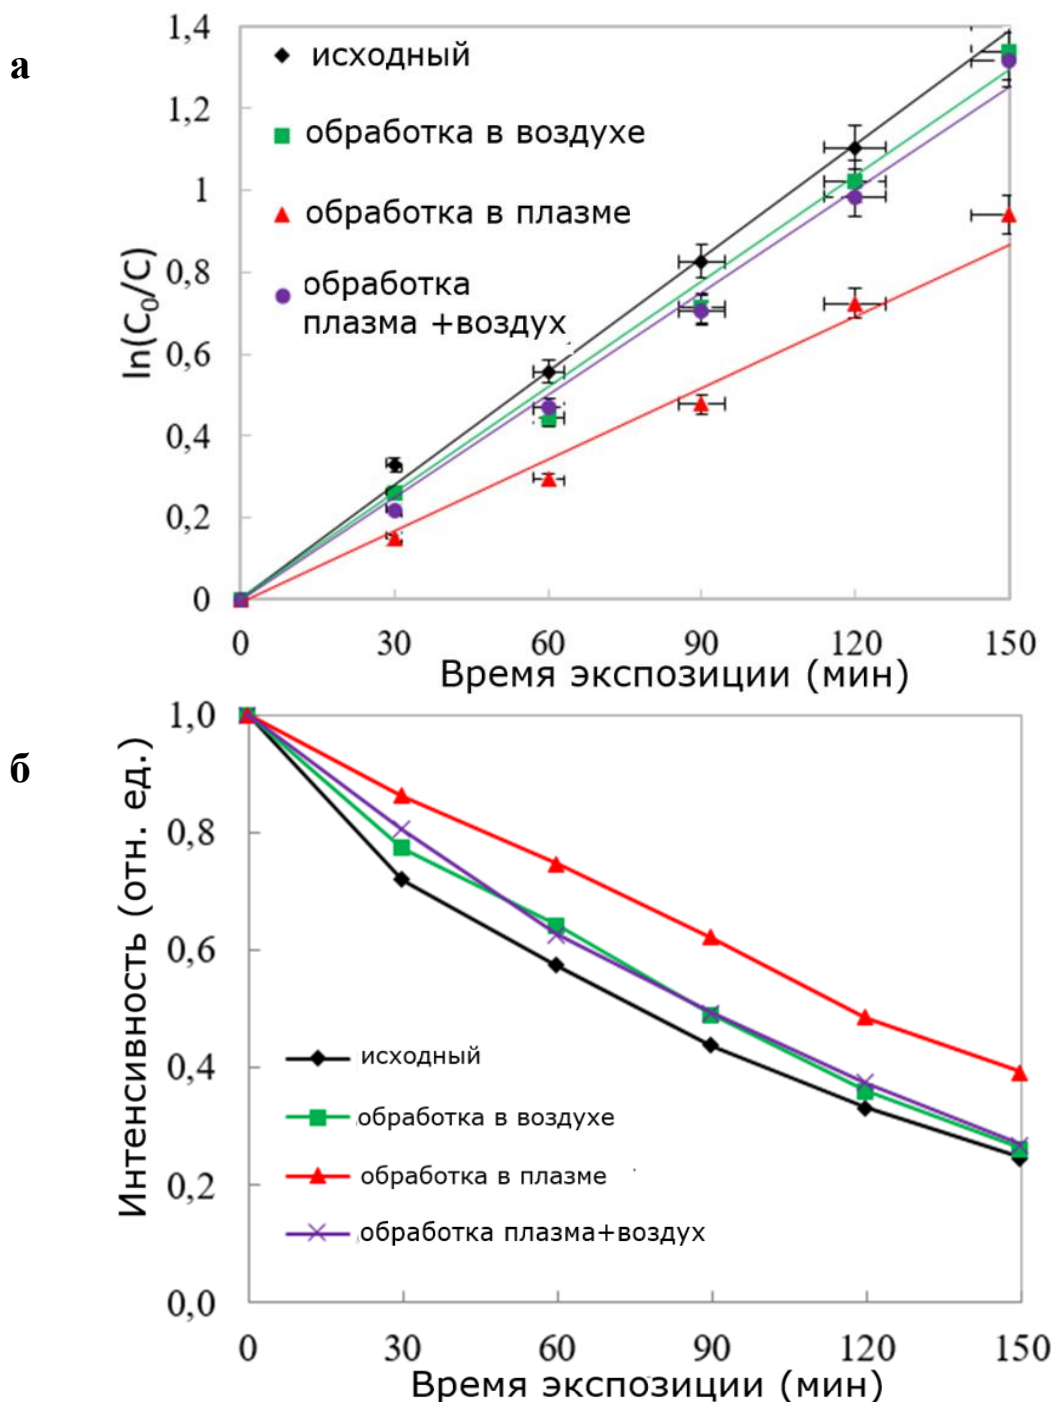 а
1,4
1,2
1
0,8
0,6
0,4
0,2
0
ln(C₀/C)
исходный
обработка в воздухе
обработка в плазме
обработка
плазма +воздух
0 30 60 90 120 150
Время экспозиции (мин)
б
1,0
0,8
0,6
0,4
0,2
0,0
Интенсивность (отн. ед.)
исходный
обработка в воздухе
обработка в плазме
обработка плазма+воздух
0 30 60 90 120 150
Время экспозиции (мин)